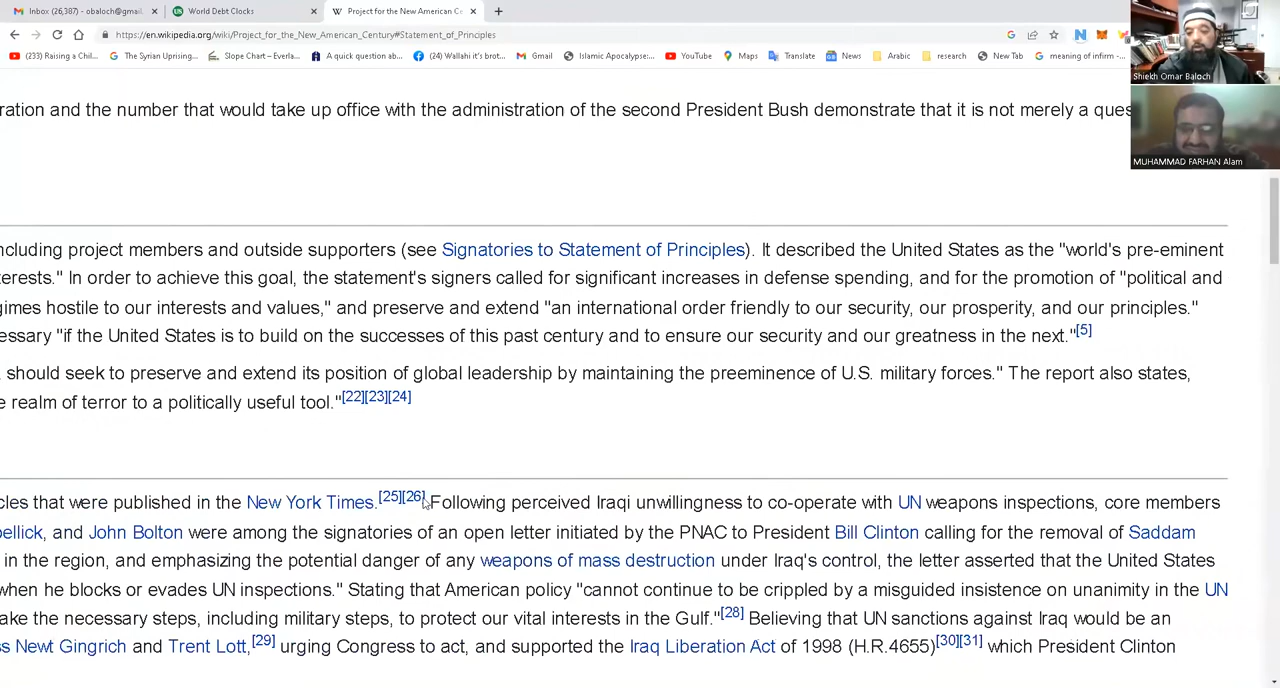 Inbox (26,387) - obaloch@gmail.
World Debt Clocks
Project for the New American Ce
https://en.wikipedia.org/wiki/Project_for_the_New_American_Century#Statement_of_Principles
(233) Raising a Chil...
The Syrian Uprising...
Slope Chart – Everla...
A quick question ab...
(24) Wallahi it's brot...
Gmail
Islamic Apocalypse:...
YouTube
Maps
Translate
News
Arabic
research
New Tab
meaning of infirm -...
Shiekh Omar Baloch
MUHAMMAD FARHAN Alam
ration and the number that would take up office with the administration of the second President Bush demonstrate that it is not merely a ques
ncluding project members and outside supporters (see Signatories to Statement of Principles). It described the United States as the "world's pre-eminent
terests." In order to achieve this goal, the statement's signers called for significant increases in defense spending, and for the promotion of "political and
gimes hostile to our interests and values," and preserve and extend "an international order friendly to our security, our prosperity, and our principles."
essary "if the United States is to build on the successes of this past century and to ensure our security and our greatness in the next."[5]
. should seek to preserve and extend its position of global leadership by maintaining the preeminence of U.S. military forces." The report also states,
e realm of terror to a politically useful tool."[22][23][24]
cles that were published in the New York Times.[25][26] Following perceived Iraqi unwillingness to co-operate with UN weapons inspections, core members
oellick, and John Bolton were among the signatories of an open letter initiated by the PNAC to President Bill Clinton calling for the removal of Saddam
in the region, and emphasizing the potential danger of any weapons of mass destruction under Iraq's control, the letter asserted that the United States
when he blocks or evades UN inspections." Stating that American policy "cannot continue to be crippled by a misguided insistence on unanimity in the UN
ake the necessary steps, including military steps, to protect our vital interests in the Gulf."[28] Believing that UN sanctions against Iraq would be an
s Newt Gingrich and Trent Lott,[29] urging Congress to act, and supported the Iraq Liberation Act of 1998 (H.R.4655)[30][31] which President Clinton